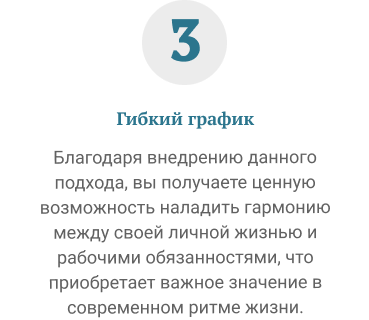 3
Гибкий график
Благодаря внедрению данного
подхода, вы получаете ценную
возможность наладить гармонию
между своей личной жизнью и
рабочими обязанностями, что
приобретает важное значение в
современном ритме жизни.